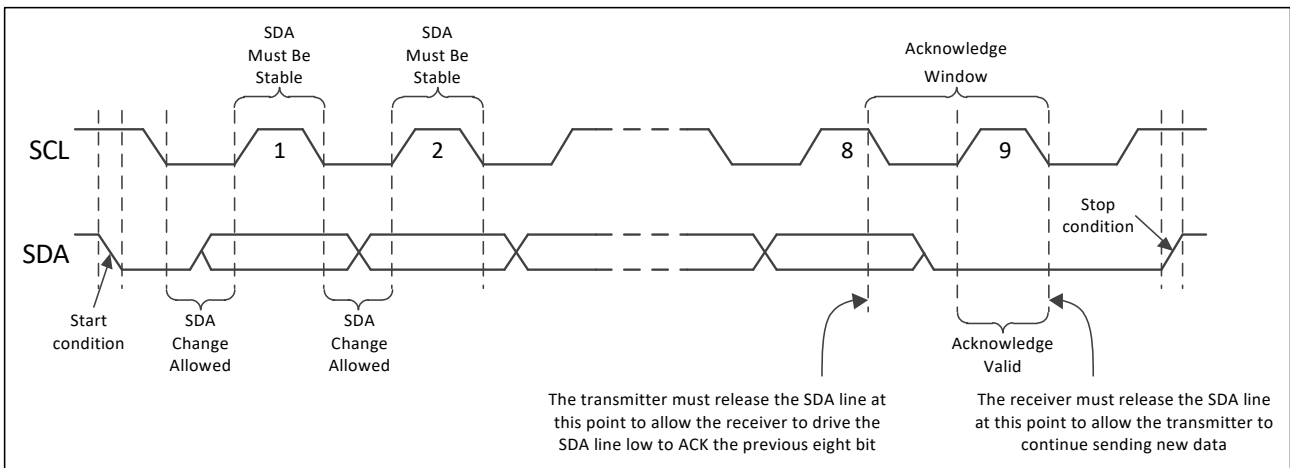 SDA
Must Be
Stable
SDA
Must Be
Stable
Acknowledge
Window
SCL
1
2
8
9
SDA
Stop
condition
Start
condition
SDA
Change
Allowed
SDA
Change
Allowed
Acknowledge
Valid
The transmitter must release the SDA line at
this point to allow the receiver to drive the
SDA line low to ACK the previous eight bit
The receiver must release the SDA line
at this point to allow the transmitter to
continue sending new data